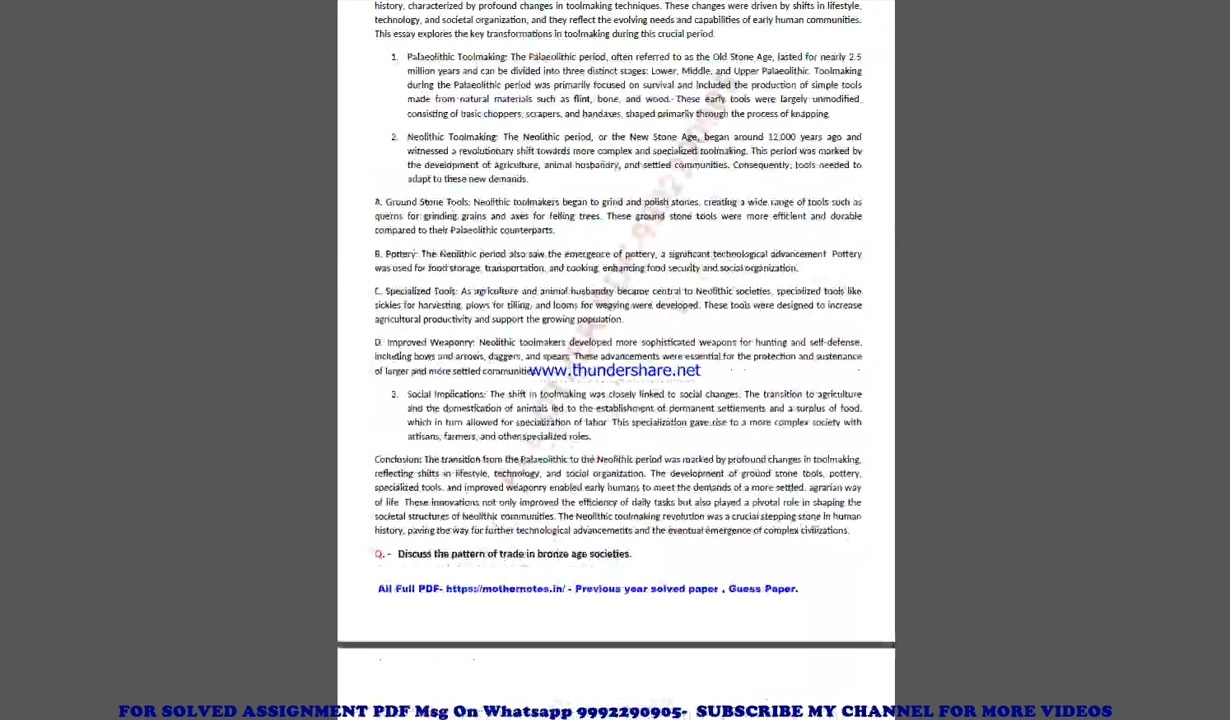 history, characterized by profound changes in toolmaking techniques. These changes were driven by shifts in lifestyle,
technology, and societal organization, and they reflect the evolving needs and capabilities of early human communities.
This essay explores the key transformations in toolmaking during this crucial period
1. Palaeolithic Toolmaking: The Palaeolithic period, often referred to as the Old Stone Age, lasted for nearly 2.5
million years and can be divided into three distinct stages: Lower, Middle, and Upper Palaeolithic. Toolmaking
during the Palaeolithic period was primarily focused on survival and included the production of simple tools
made from natural materials such as flint, bone, and wood. These early tools were largely unmodified,
consisting of basic choppers, scrapers, and handaxes, shaped primarily through the process of knapping.
2. Neolithic Toolmaking: The Neolithic period, or the New Stone Age, began around 12,000 years ago and
witnessed a revolutionary shift towards more complex and specialized toolmaking. This period was marked by
the development of agriculture, animal husbandry, and settled communities. Consequently, tools needed to
adapt to these new demands.
A. Ground Stone Tools: Neolithic toolmakers began to grind and polish stones, creating a wide range of tools such as
querns for grinding grains and axes for felling trees. These ground stone tools were more efficient and durable
compared to their Palaeolithic counterparts.
B. Pottery: The Neolithic period also saw the emergence of pottery, a significant technological advancement Pottery
was used for food storage, transportation, and cooking, enhancing food security and social organization.
C. Specialized Tools: As agriculture and animal husbandry became central to Neolithic societies, specialized tools like
sickles for harvesting, plows for tilling, and looms for weaving were developed. These tools were designed to increase
agricultural productivity and support the growing population.
D. Improved Weaponry: Neolithic toolmakers developed more sophisticated weapons for hunting and self-defense,
including bows and arrows, daggers, and spears. These advancements were essential for the protection and sustenance
of larger and more settled communities
www.thundershare.net
3. Social Implications: The shift in toolmaking was closely linked to social changes. The transition to agriculture
and the domestication of animals led to the establishment of permanent settlements and a surplus of food,
which in turn allowed for specialization of labor This specialization gave rise to a more complex society with
artisans, farmers, and other specialized roles.
Conclusion: The transition from the Palaeolithic to the Neolithic period was marked by profound changes in toolmaking,
reflecting shifts in lifestyle, technology, and social organization. The development of ground stone tools, pottery,
specialized tools, and improved weaponry enabled early humans to meet the demands of a more settled, agrarian way
of life These innovations not only improved the efficiency of daily tasks but also played a pivotal role in shaping the
societal structures of Neolithic communities. The Neolithic toolmaking revolution was a crucial stepping stone in human
history, paving the way for further technological advancements and the eventual emergence of complex civilizations.
Q. - Discuss the pattern of trade in bronze age societies.
All Full PDF- https://mothernotes.in/ - Previous year solved paper , Guess Paper.
FOR SOLVED ASSIGNMENT PDF Msg On Whatsapp 9992290905- SUBSCRIBE MY CHANNEL FOR MORE VIDEOS